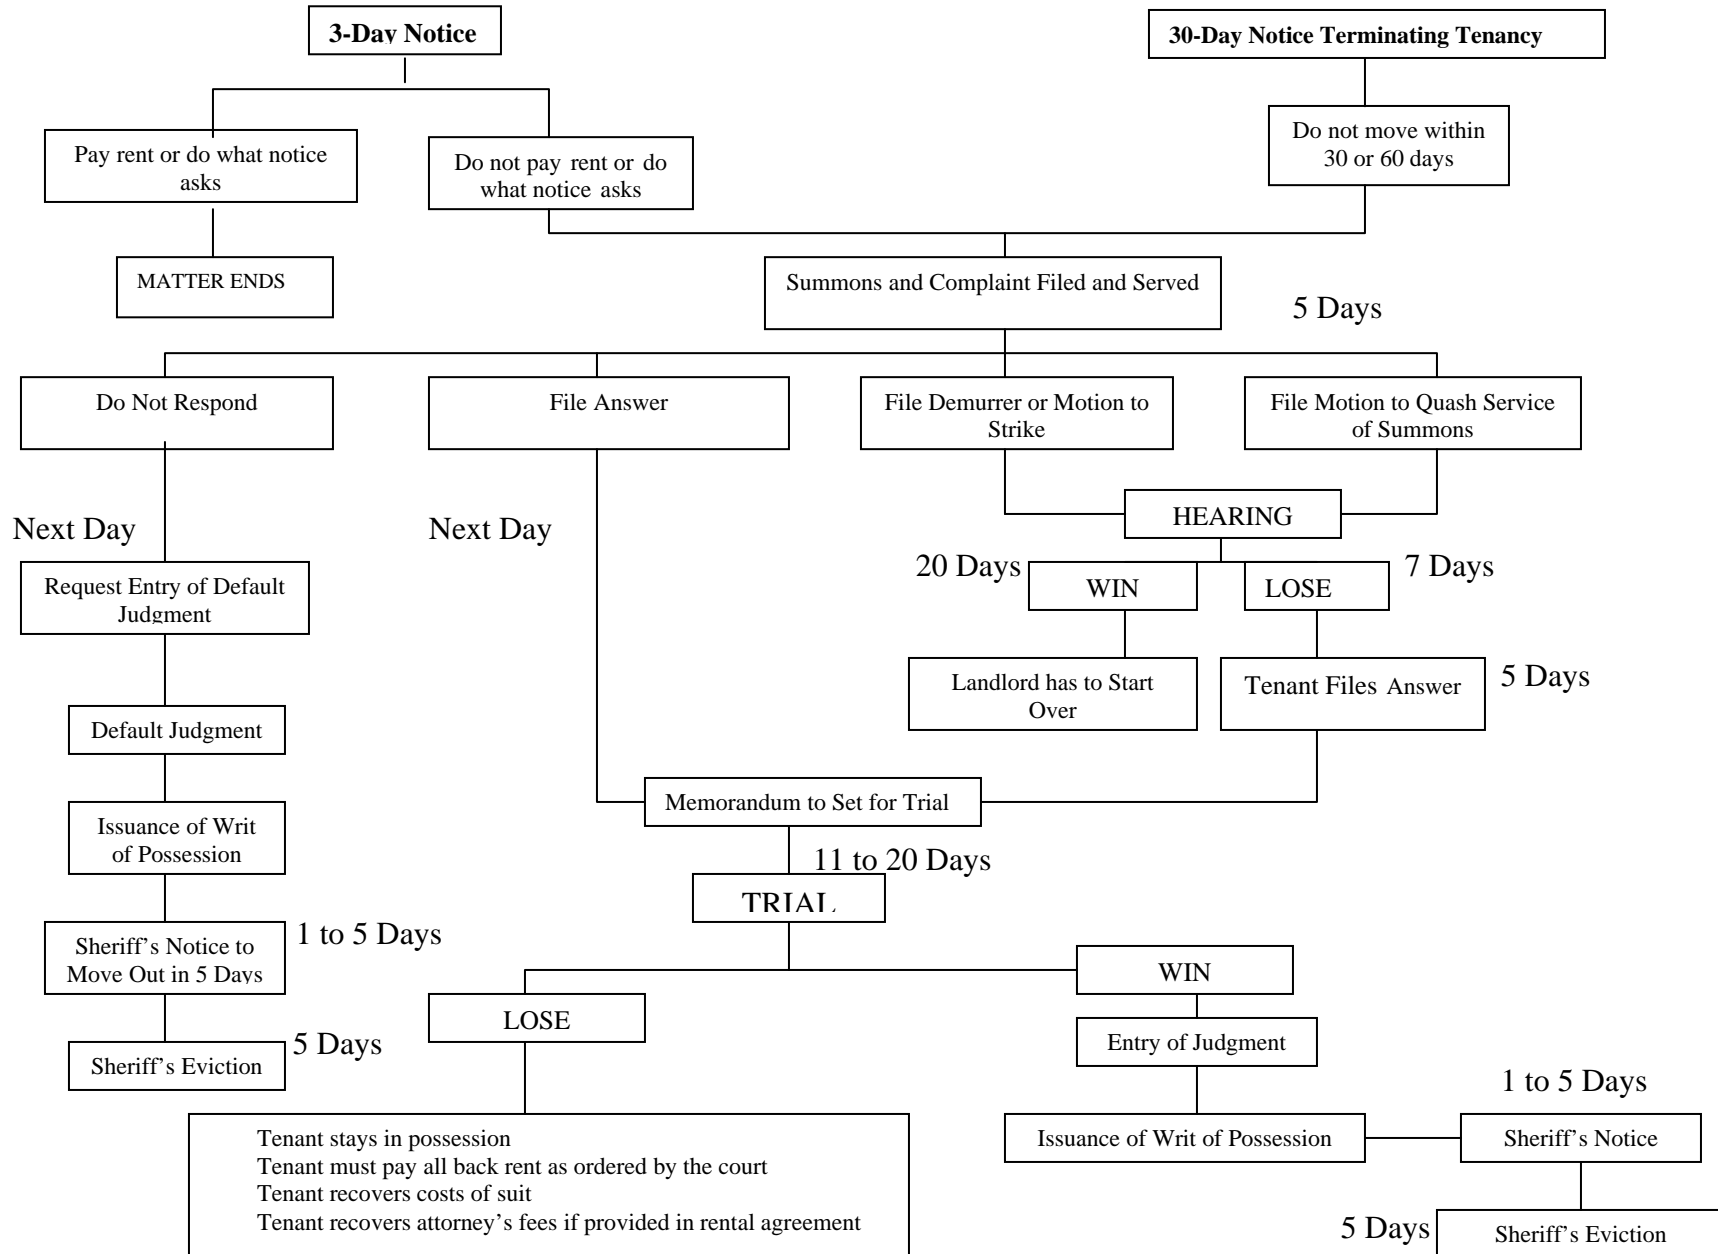 3-Day Notice
30-Day Notice Terminating Tenancy
Pay rent or do what notice
asks
Do not pay rent or do
what notice asks
Do not move within
30 or 60 days
MATTER ENDS
Summons and Complaint Filed and Served
5 Days
Do Not Respond
File Answer
File Demurrer or Motion to
Strike
File Motion to Quash Service
of Summons
Next Day
Next Day
HEARING
20 Days
WIN
LOSE
7 Days
Request Entry of Default
Judgment
Landlord has to Start
Over
Tenant Files Answer
5 Days
Default Judgment
Memorandum to Set for Trial
Issuance of Writ
of Possession
11 to 20 Days
TRIAL
Sheriff's Notice to
Move Out in 5 Days
1 to 5 Days
WIN
LOSE
Sheriff's Eviction
5 Days
Entry of Judgment
1 to 5 Days
Tenant stays in possession
Tenant must pay all back rent as ordered by the court
Tenant recovers costs of suit
Tenant recovers attorney's fees if provided in rental agreement
Issuance of Writ of Possession
Sheriff's Notice
5 Days
Sheriff's Eviction